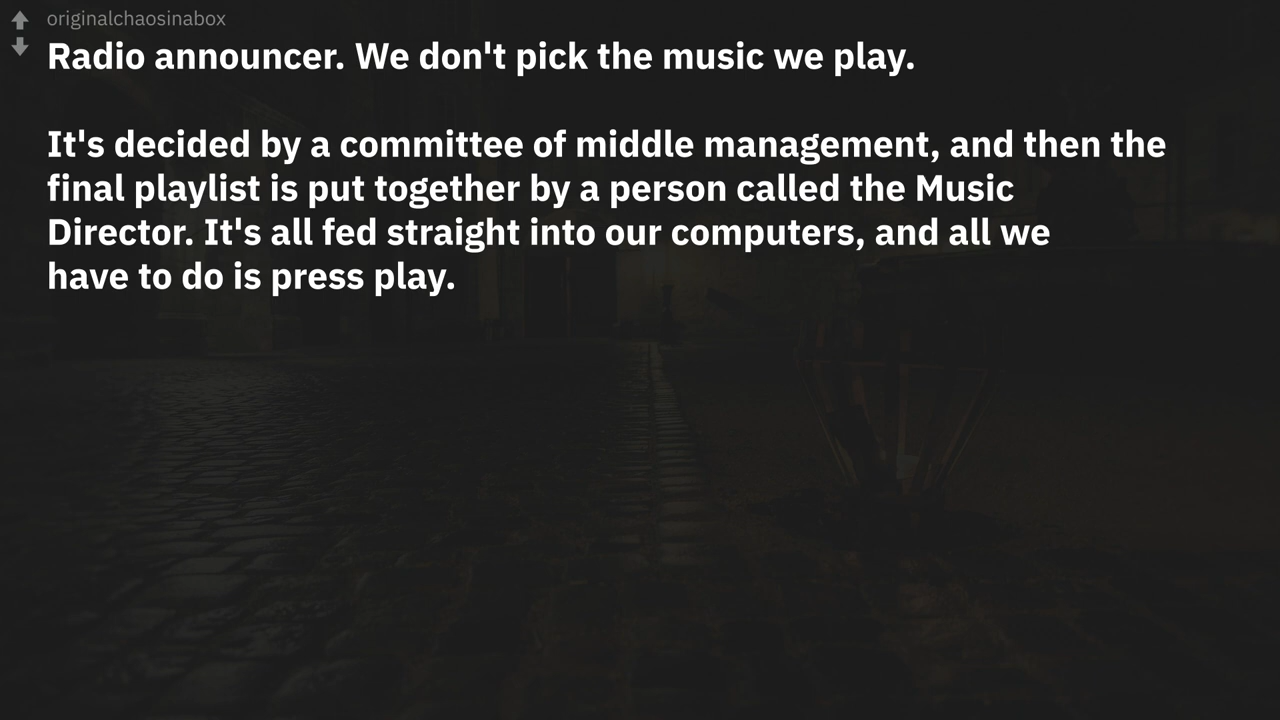 originalchaosinabox
Radio announcer. We don't pick the music we play.
It's decided by a committee of middle management, and then the
final playlist is put together by a person called the Music
Director. It's all fed straight into our computers, and all we
have to do is press play.